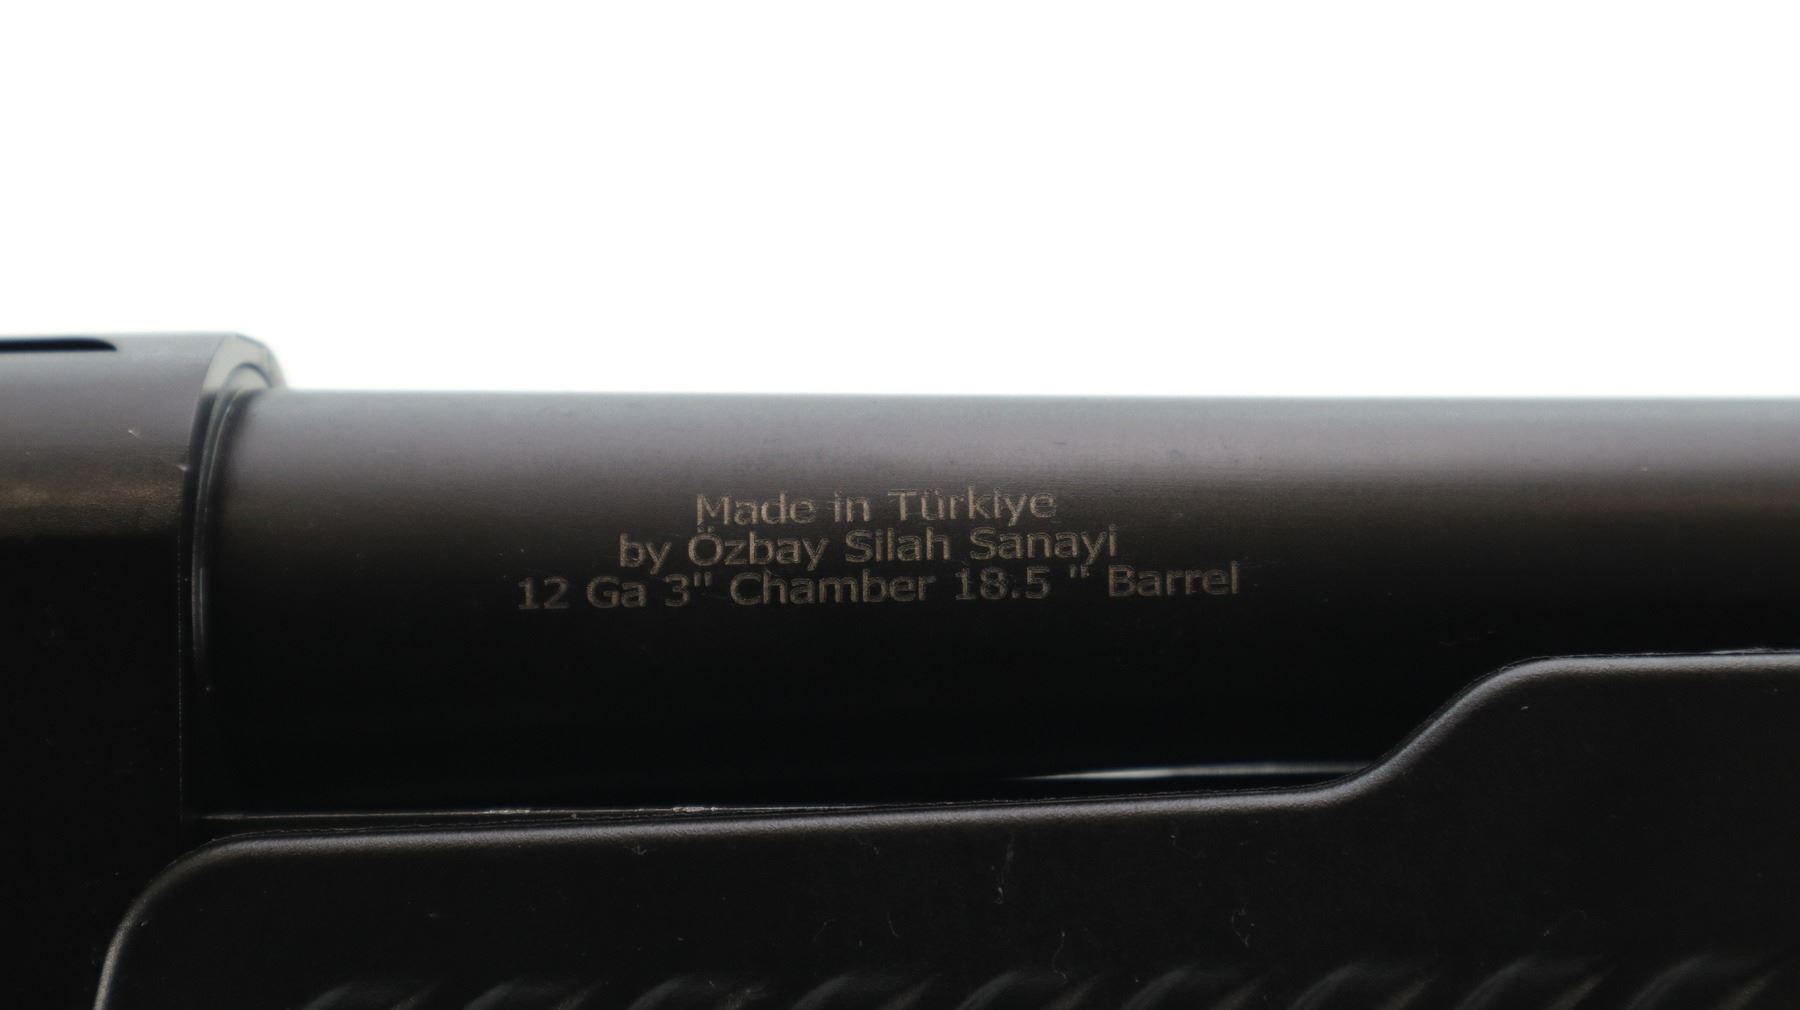 Made in Türkiye
by Özbay Silah Sanayi
12 Ga 3" Chamber 18.5 " Barrel